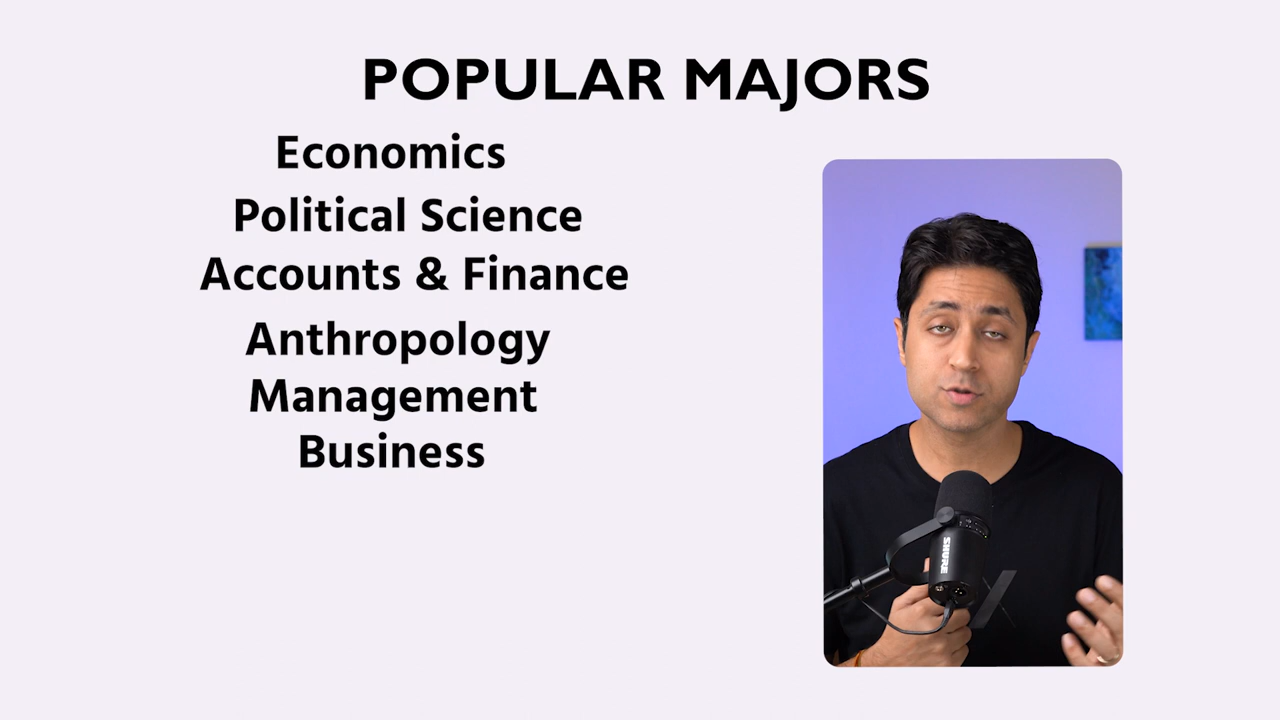 POPULAR MAJORS
Economics
Political Science
Accounts & Finance
Anthropology
Management
Business
SHURE